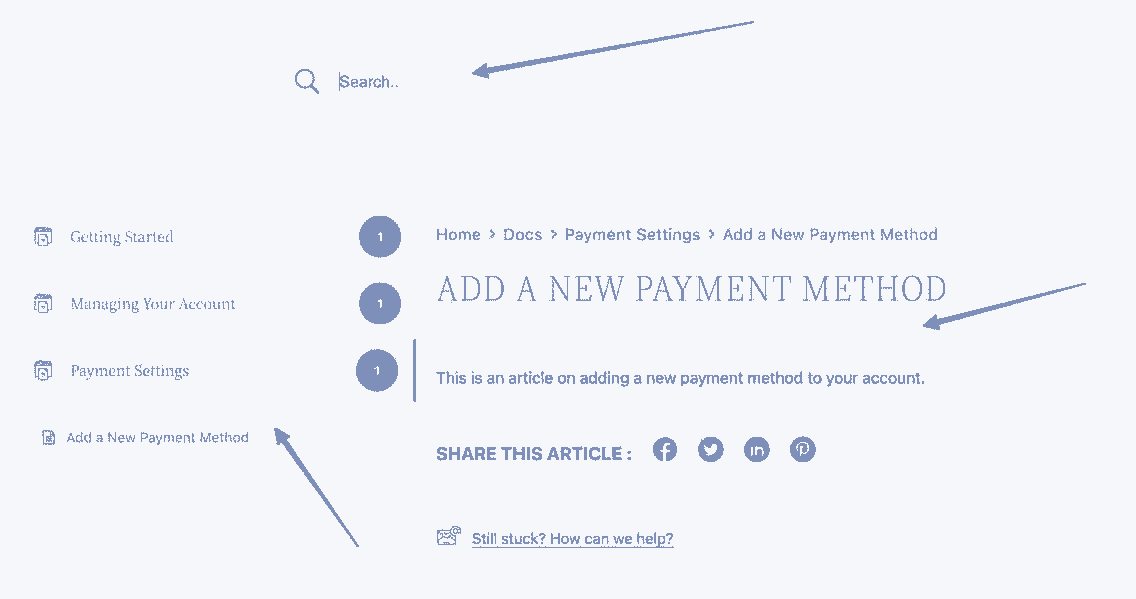 Search..
Getting Started
1
Managing Your Account
1
Payment Settings
1
Add a New Payment Method
Home > Docs > Payment Settings > Add a New Payment Method
ADD A NEW PAYMENT METHOD
This is an article on adding a new payment method to your account.
SHARE THIS ARTICLE :
Still stuck? How can we help?